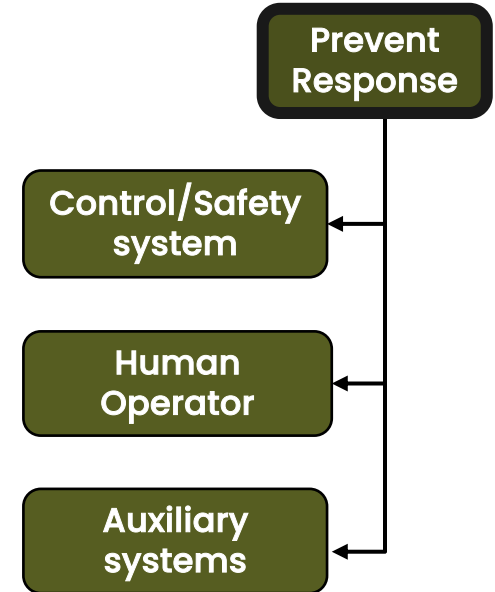 Prevent
Response
Control/Safety
system
Human
Operator
Auxiliary
systems